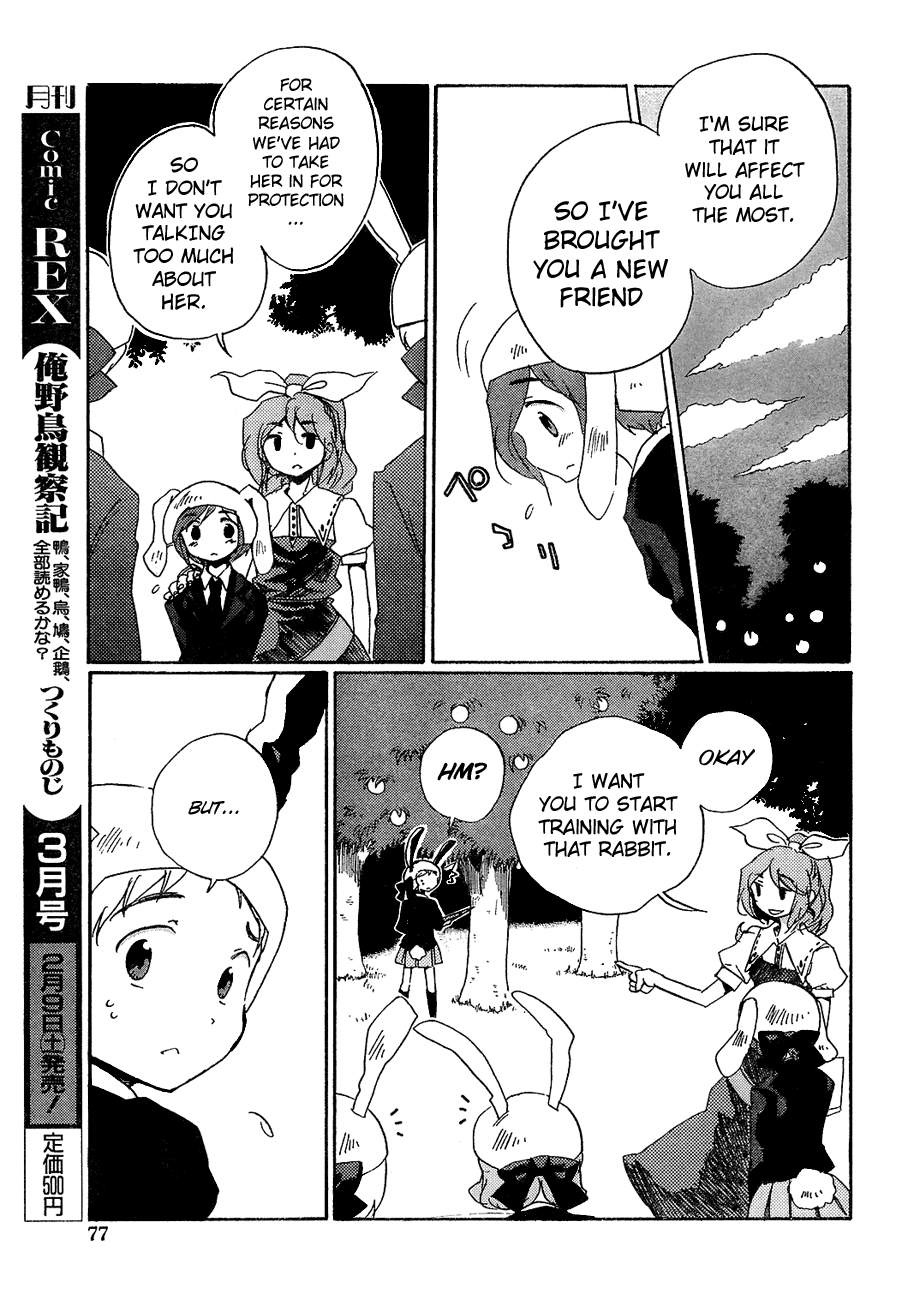 I'M SURE THAT IT
WILL AFFECT
YOU ALL
THE MOST.
SO I'VE
BROUGHT
YOU A NEW
FRIEND
ペコ
FOR
CERTAIN
REASONS
WE'VE HAD
TO TAKE
HER IN FOR
PROTECTION
...
SO
I DON'T
WANT YOU
TALKING
TOO MUCH
ABOUT
HER.
OKAY
I WANT
YOU TO START
TRAINING WITH
THAT RABBIT.
HM?
BUT...
月刊
Comic REX
俺野鳥観察記
鴨、家鴨、烏、鳩、企鵝、
全部読めるかな？
つくりものじ
3月号
2月9日(土)発売！
定価500円
77